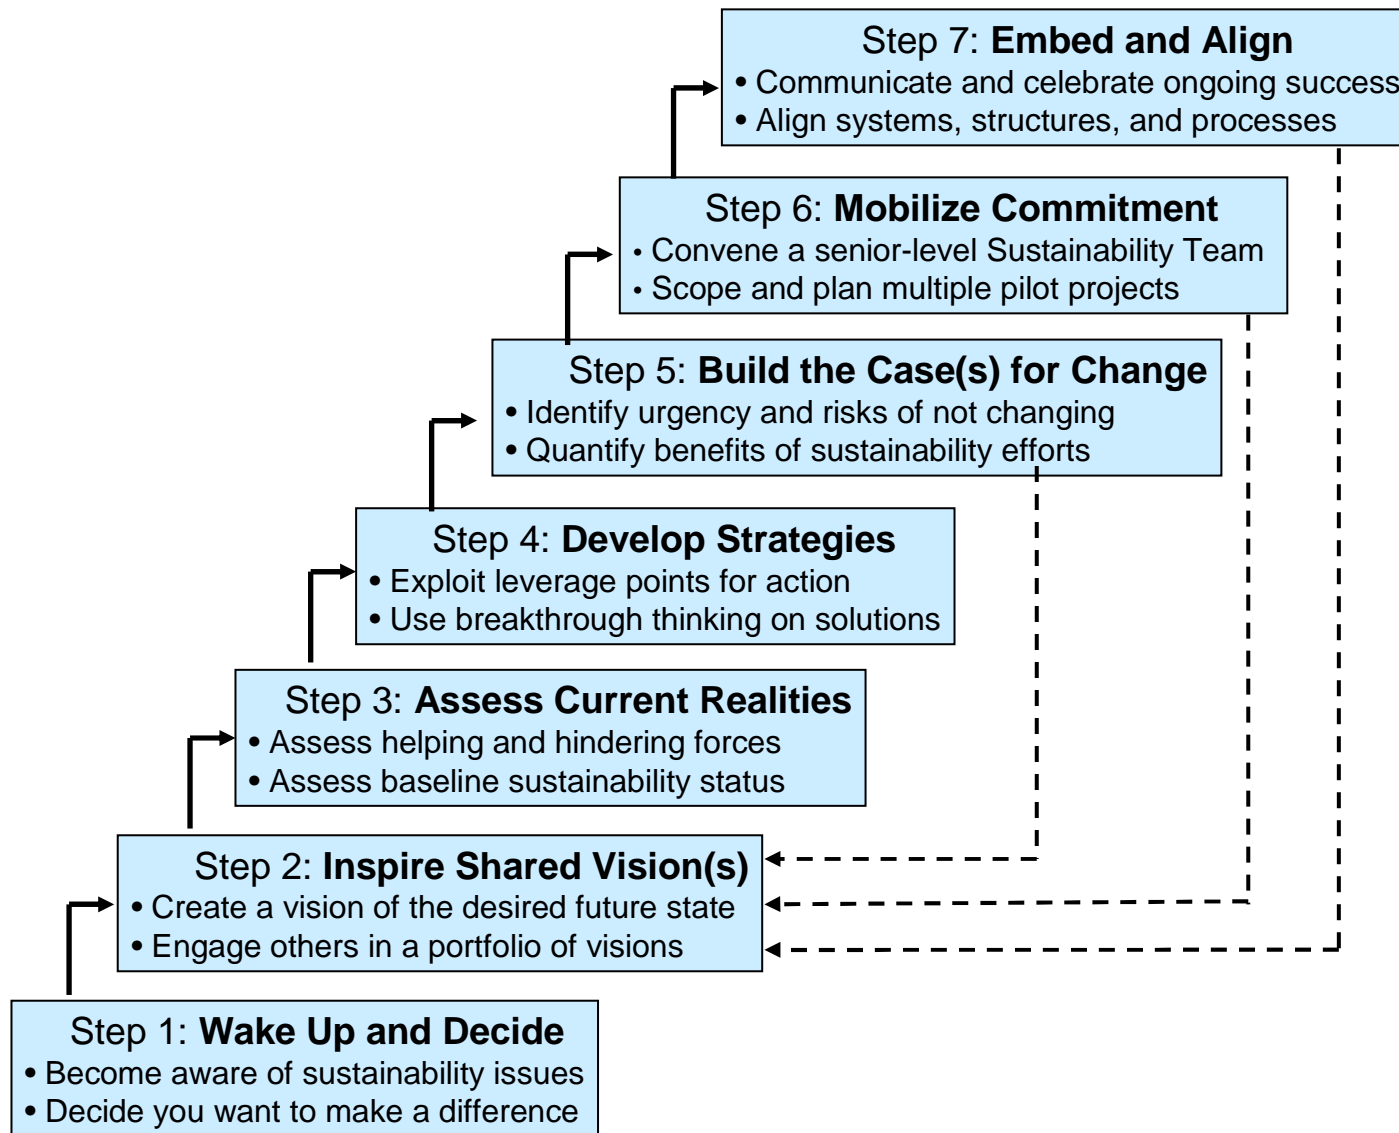 Step 7: Embed and Align
• Communicate and celebrate ongoing success
• Align systems, structures, and processes
Step 6: Mobilize Commitment
• Convene a senior-level Sustainability Team
• Scope and plan multiple pilot projects
Step 5: Build the Case(s) for Change
• Identify urgency and risks of not changing
• Quantify benefits of sustainability efforts
Step 4: Develop Strategies
• Exploit leverage points for action
• Use breakthrough thinking on solutions
Step 3: Assess Current Realities
• Assess helping and hindering forces
• Assess baseline sustainability status
Step 2: Inspire Shared Vision(s)
• Create a vision of the desired future state
• Engage others in a portfolio of visions
Step 1: Wake Up and Decide
• Become aware of sustainability issues
• Decide you want to make a difference